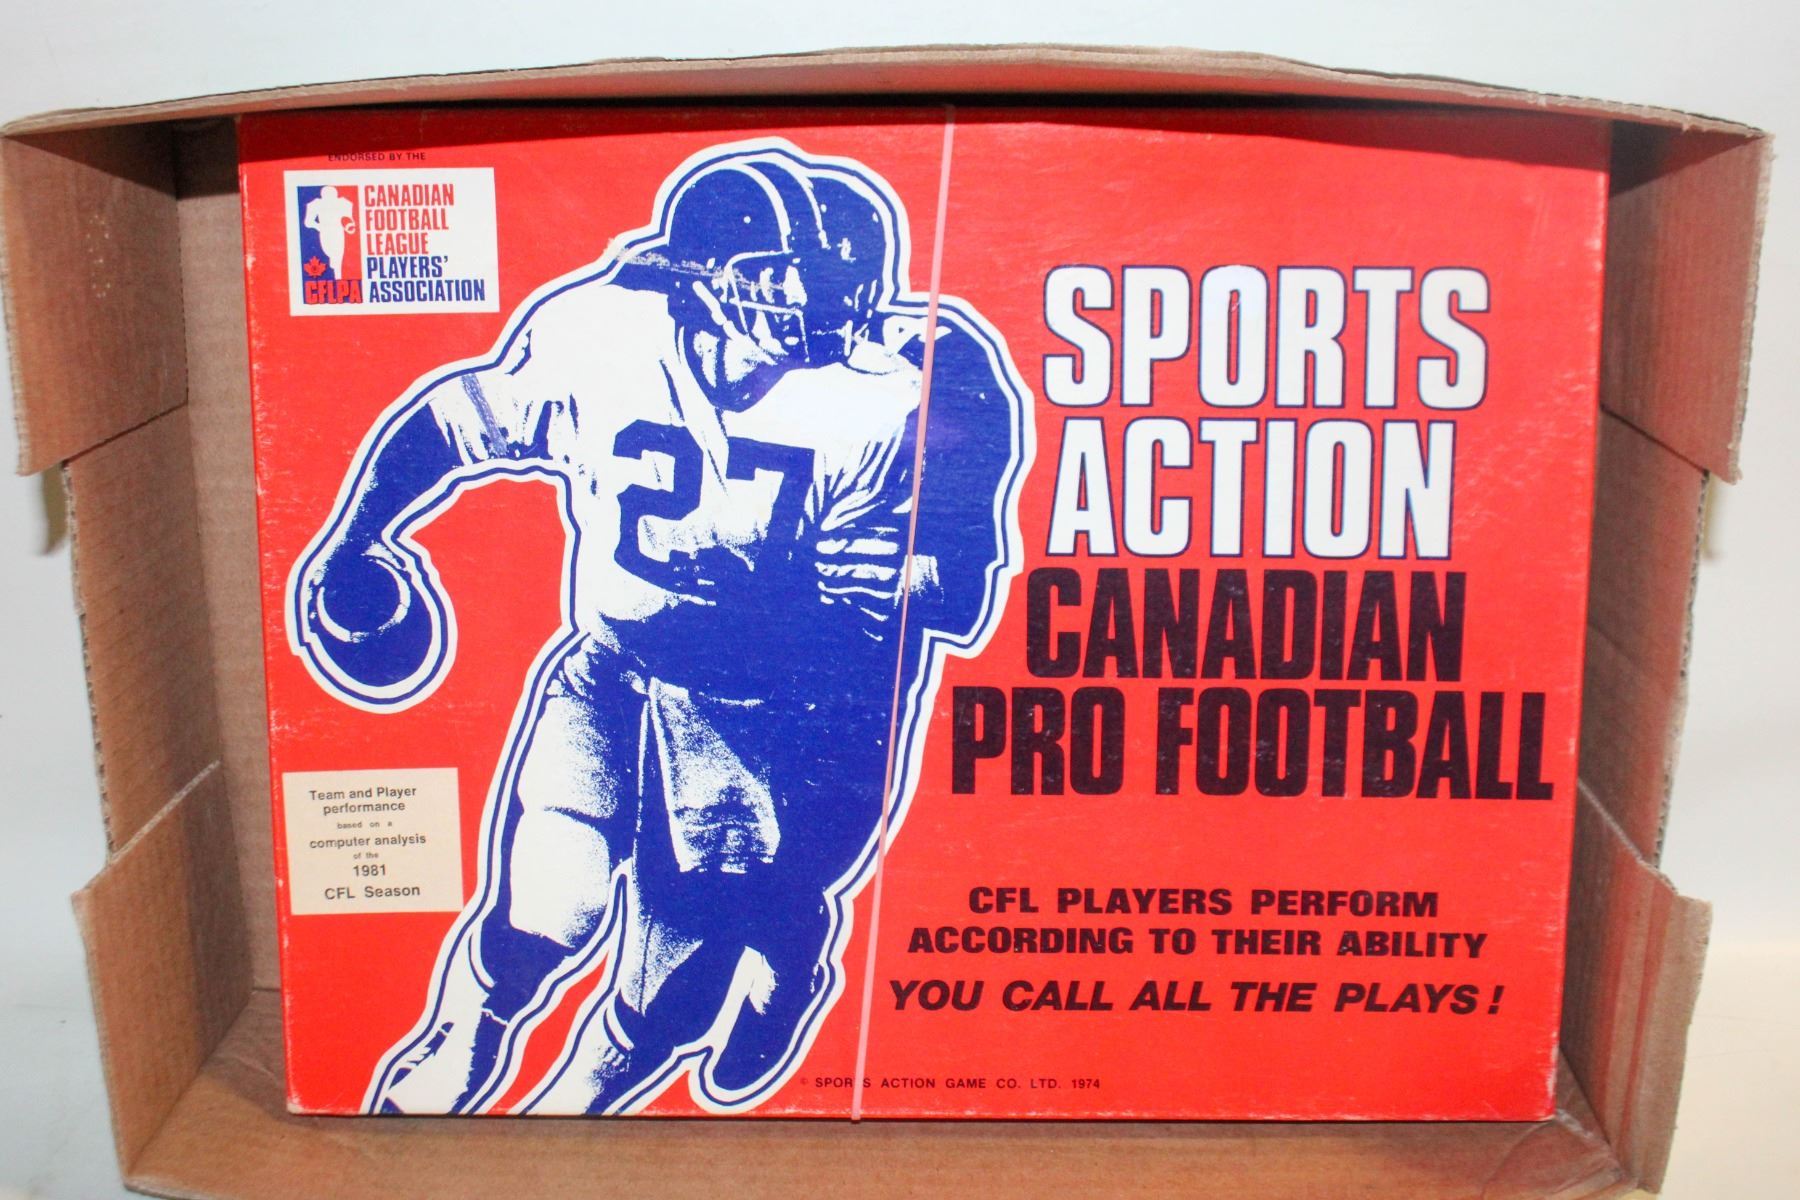 ENDORSED BY THE
CANADIAN
FOOTBALL
LEAGUE
PLAYERS'
CFLPA ASSOCIATION
27
SPORTS
ACTION
CANADIAN
PRO FOOTBALL
Team and Player
performance
based on a
computer analysis
of the
1981
CFL Season
CFL PLAYERS PERFORM
ACCORDING TO THEIR ABILITY
YOU CALL ALL THE PLAYS!
© SPORTS ACTION GAME CO. LTD. 1974